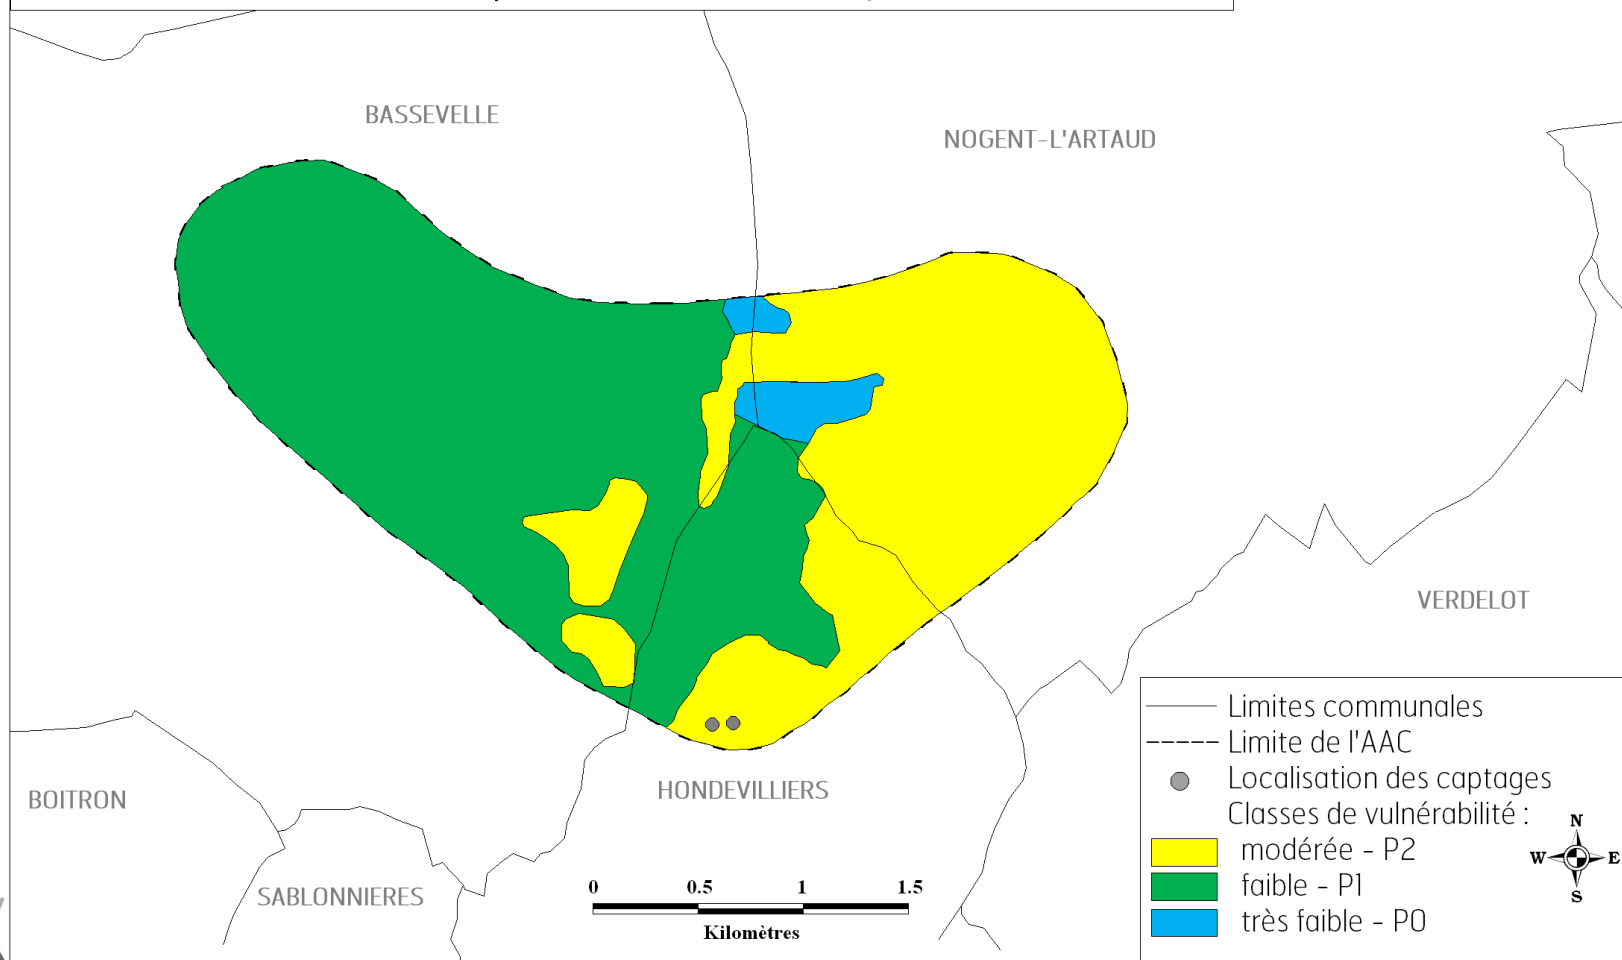 BASSEVELLE
NOGENT-L'ARTAUD
VERDELOT
Limites communales
Limite de l'AAC
Localisation des captages
Classes de vulnérabilité :
modérée - P2
faible - P1
très faible - P0
N
W E
S
HONDEVILLIERS
BOITRON
SABLONNIERES
0 0.5 1 1.5
Kilomètres